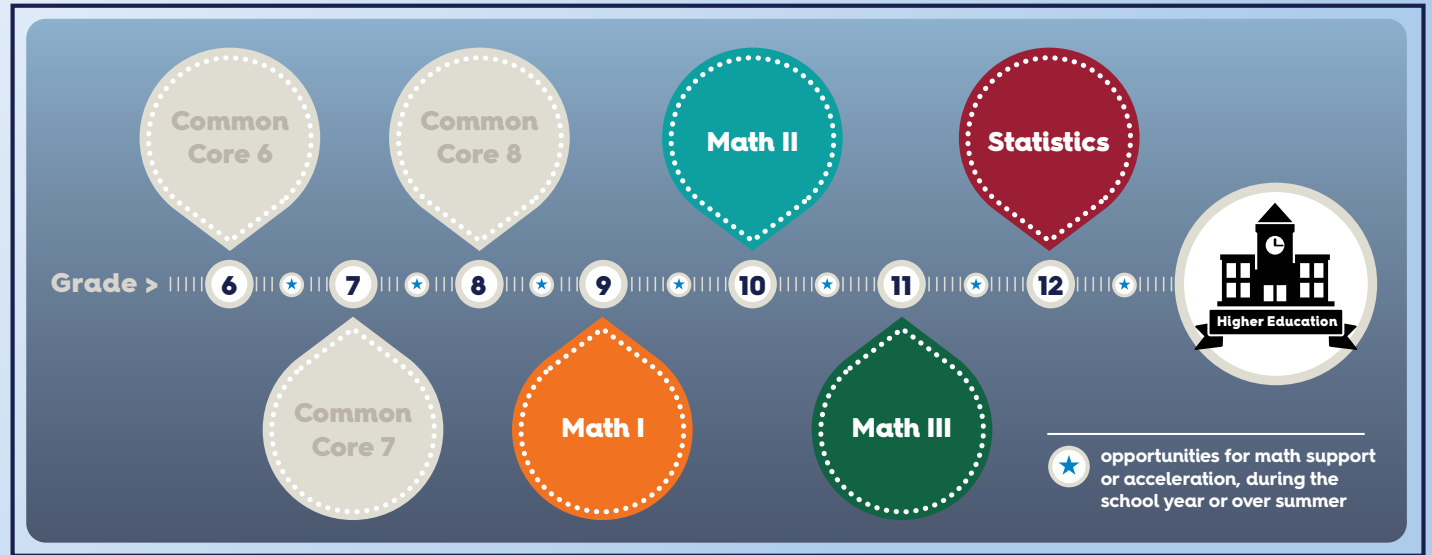 Common
Core 6
Common
Core 8
Math II
Statistics
Grade > 6 7 8 9 10 11 12
Higher Education
Common
Core 7
Math I
Math III
opportunities for math support
or acceleration, during the
school year or over summer